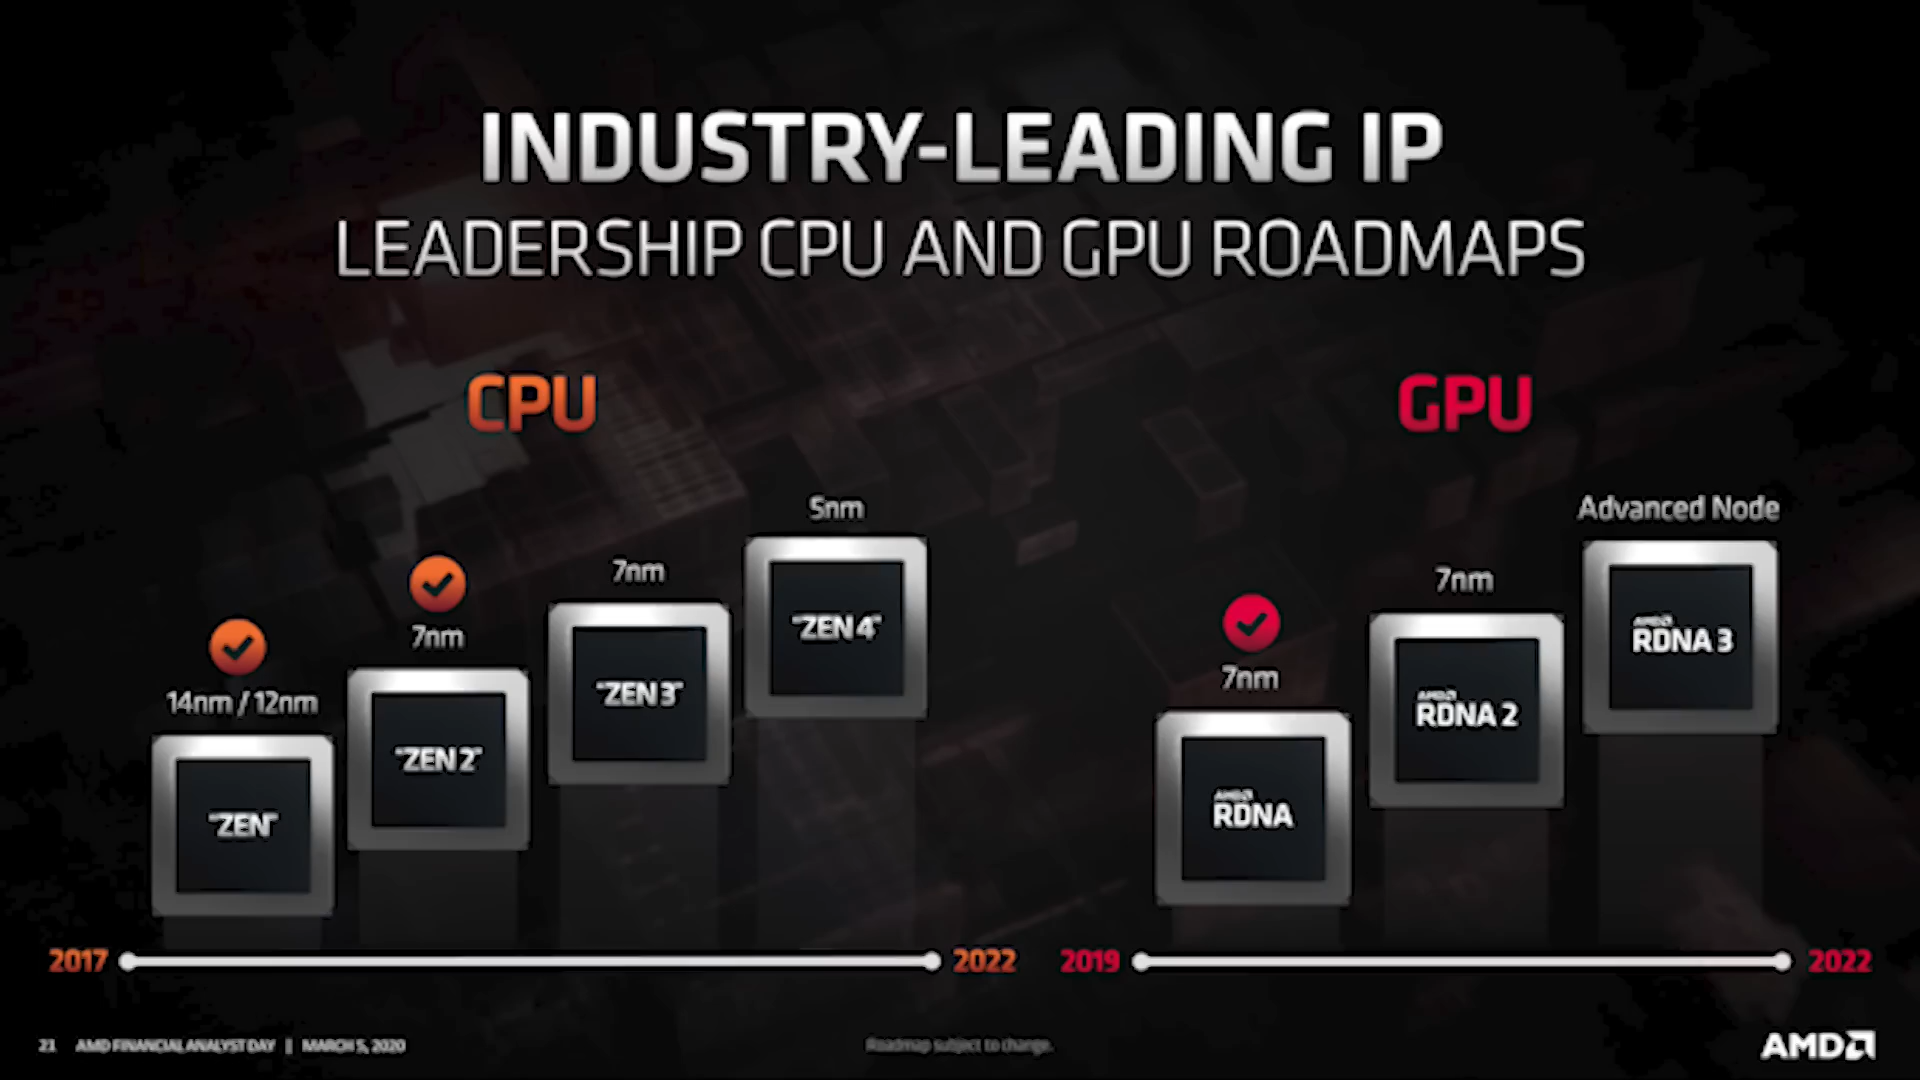 INDUSTRY-LEADING IP
LEADERSHIP CPU AND GPU ROADMAPS
CPU
14nm / 12nm
"ZEN"
7nm
"ZEN 2"
7nm
"ZEN 3"
5nm
"ZEN 4"
2017
2022
GPU
7nm
AMD
RDNA
7nm
AMD
RDNA 2
Advanced Node
AMD
RDNA 3
2019
2022
21 AMD FINANCIAL ANALYST DAY | MARCH 5, 2020
Roadmap subject to change.
AMD